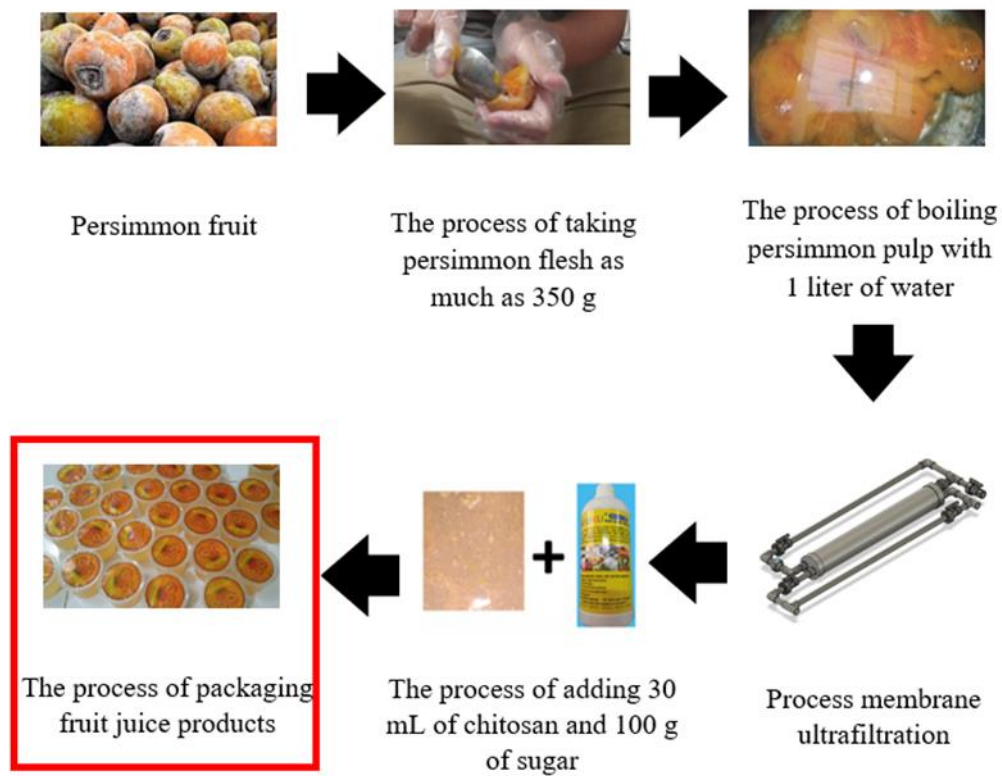 Persimmon fruit
The process of taking
persimmon flesh as
much as 350 g
The process of boiling
persimmon pulp with
1 liter of water
Process membrane
ultrafiltration
+
The process of adding 30
mL of chitosan and 100 g
of sugar
The process of packaging
fruit juice products